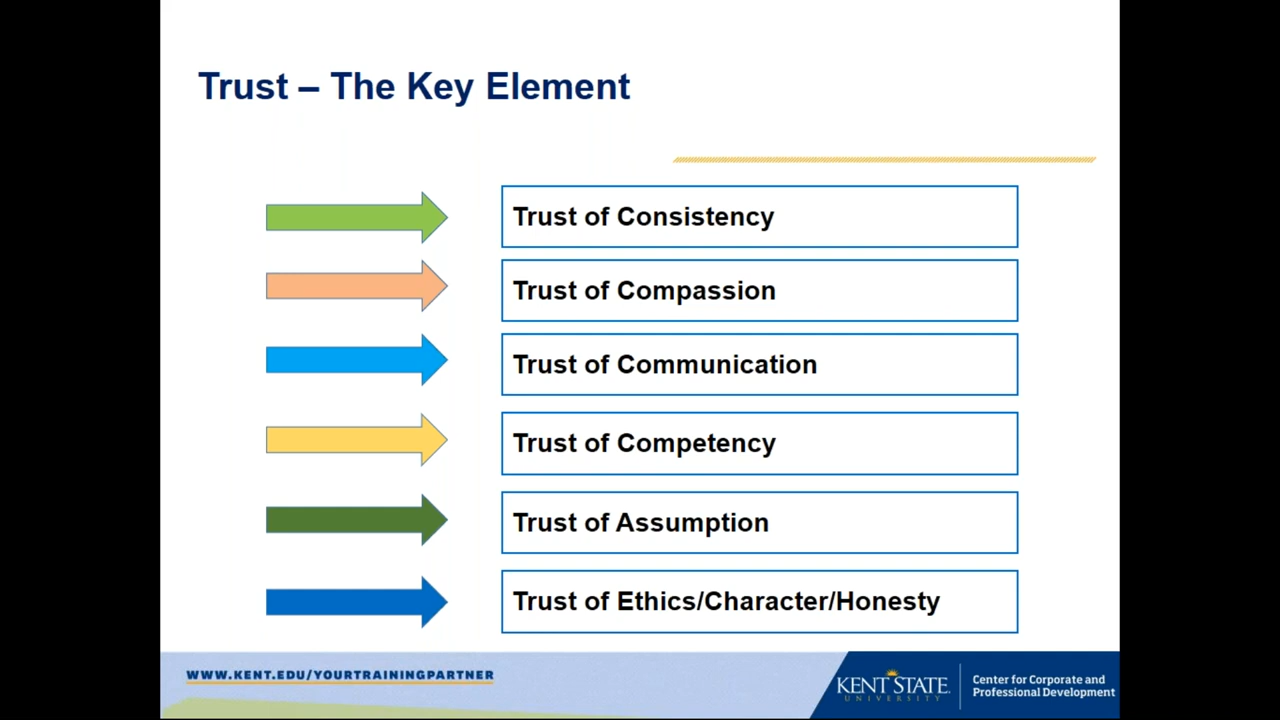 Trust – The Key Element
Trust of Consistency
Trust of Compassion
Trust of Communication
Trust of Competency
Trust of Assumption
Trust of Ethics/Character/Honesty
WWW.KENT.EDU/YOURTRAININGPARTNER
KENT STATE
UNIVERSITY
Center for Corporate and
Professional Development